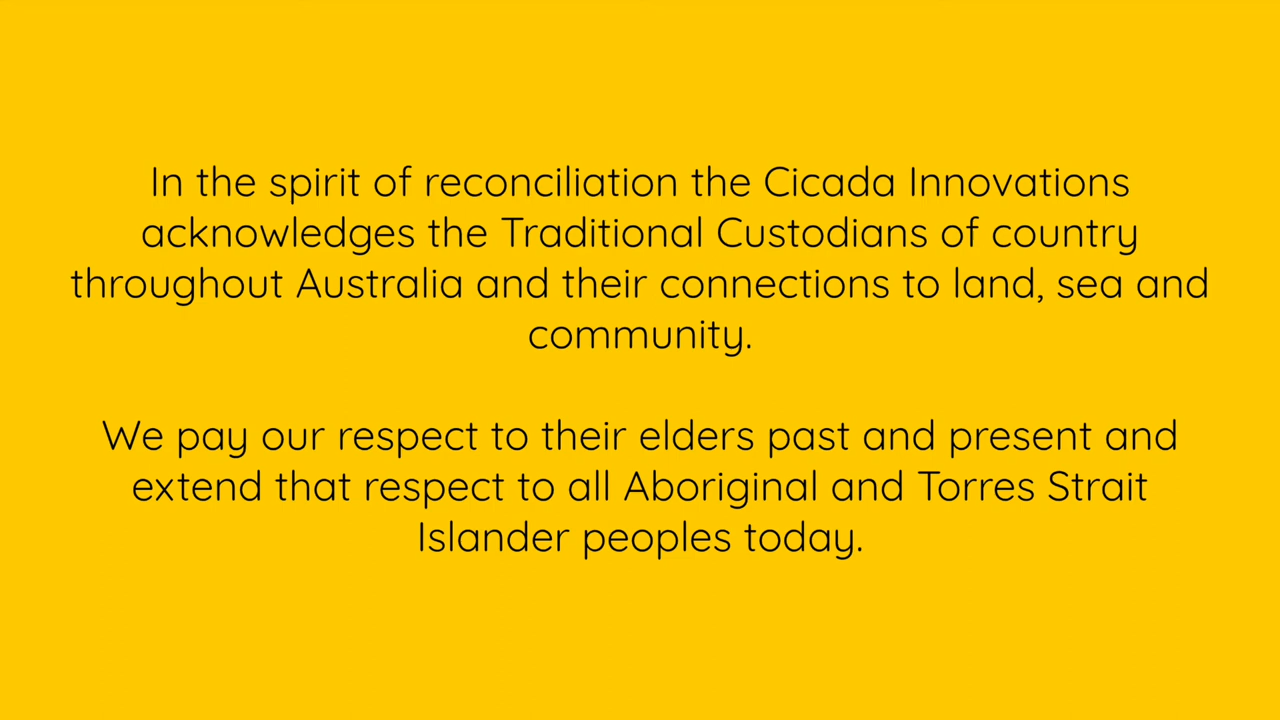 In the spirit of reconciliation the Cicada Innovations
acknowledges the Traditional Custodians of country
throughout Australia and their connections to land, sea and
community.
We pay our respect to their elders past and present and
extend that respect to all Aboriginal and Torres Strait
Islander peoples today.